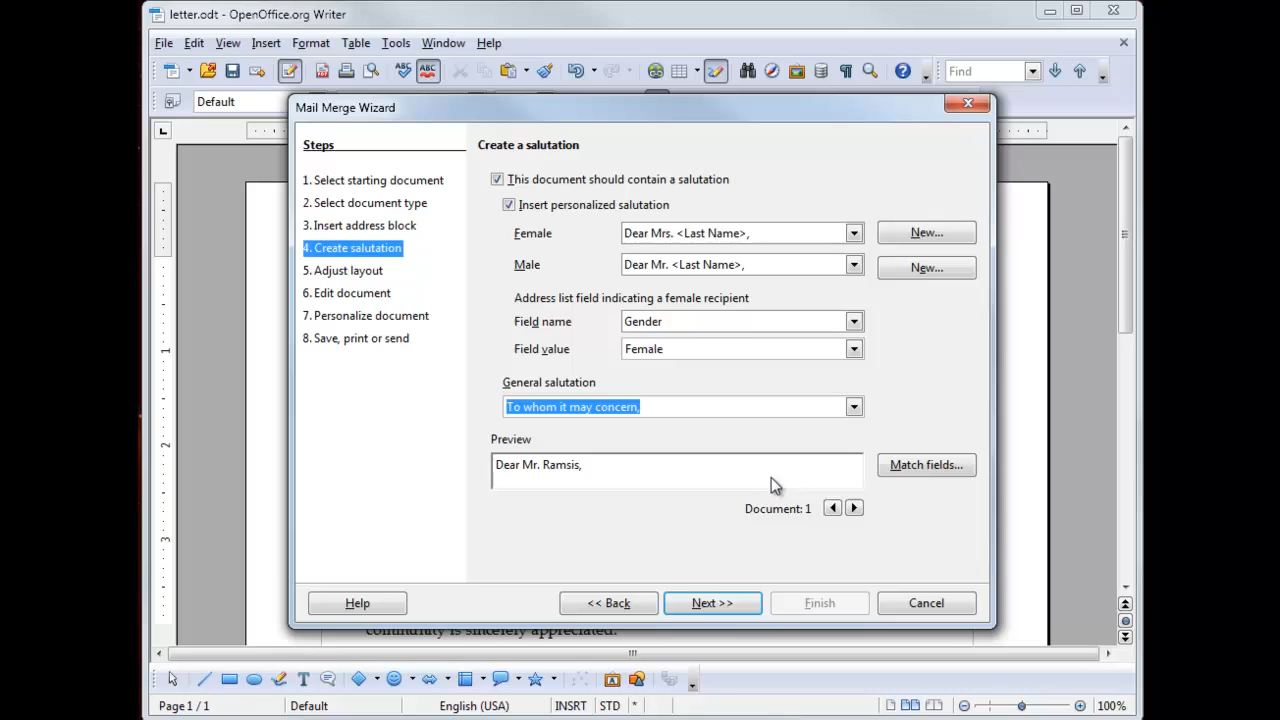 letter.odt - OpenOffice.org Writer
File Edit View Insert Format Table Tools Window Help
Find
Default
Mail Merge Wizard
Steps
1. Select starting document
2. Select document type
3. Insert address block
4. Create salutation
5. Adjust layout
6. Edit document
7. Personalize document
8. Save, print or send
Create a salutation
This document should contain a salutation
Insert personalized salutation
Female Dear Mrs. <Last Name>, New...
Male Dear Mr. <Last Name>, New...
Address list field indicating a female recipient
Field name Gender
Field value Female
General salutation
To whom it may concern,
Preview
Dear Mr. Ramsis,
Match fields...
Document: 1
Help << Back Next >> Finish Cancel
community is sincerely appreciated.
1
2
3
Page 1 / 1 Default English (USA) INSRT STD * 100%